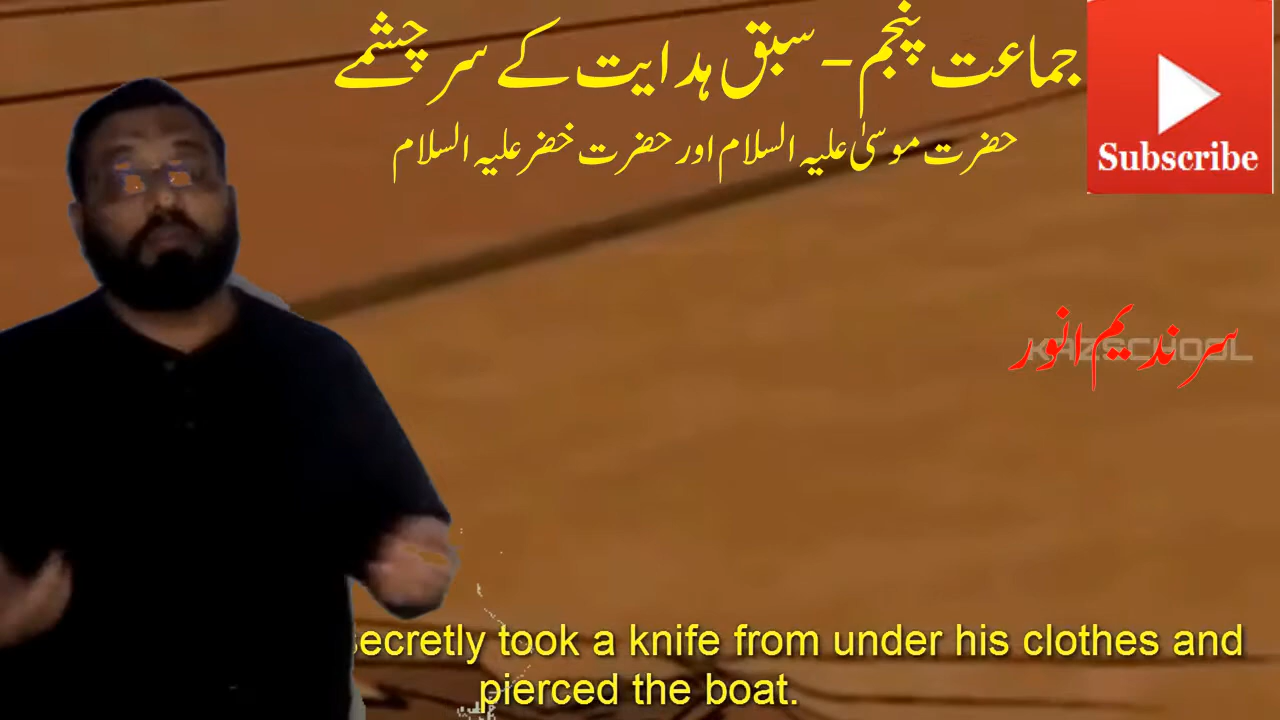 جماعت پنجم - سبق ہدایت کے سر چشمے
حضرت موسیٰ علیہ السلام اور حضرت خضر علیہ السلام
Subscribe
سر ندیم انور
KAZSCHOOL
secretly took a knife from under his clothes and
pierced the boat.